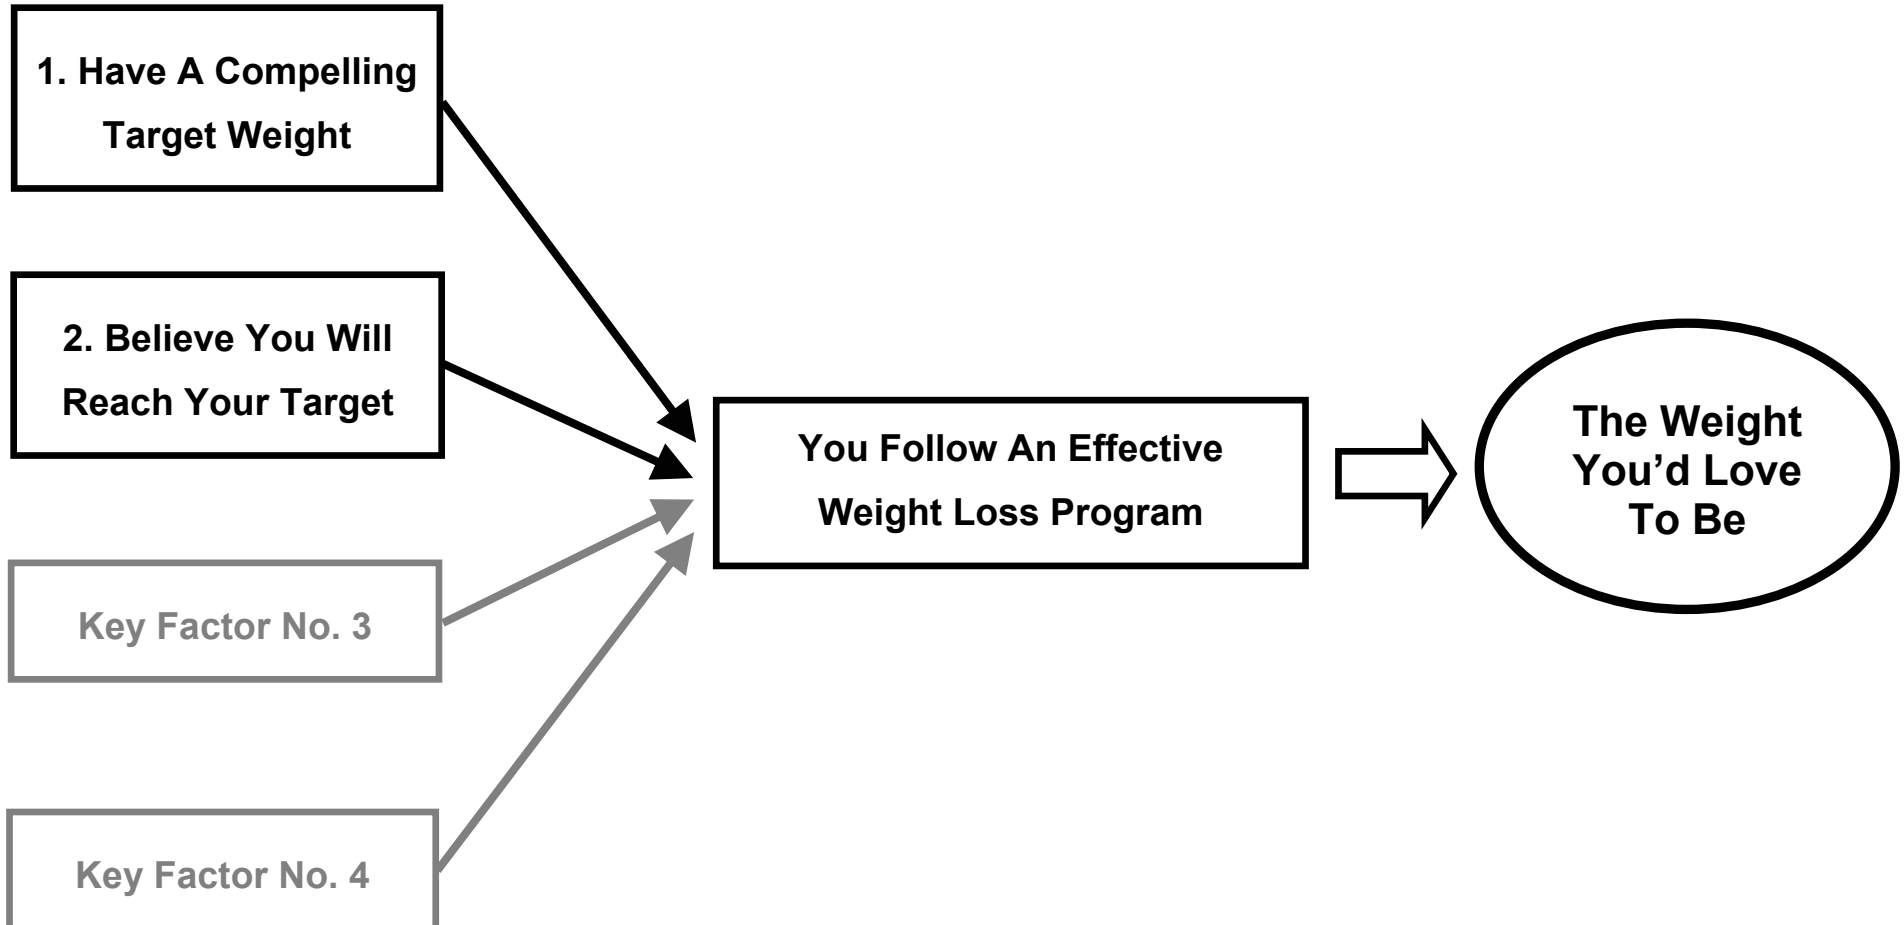 1. Have A Compelling
Target Weight
2. Believe You Will
Reach Your Target
Key Factor No. 3
Key Factor No. 4
You Follow An Effective
Weight Loss Program
The Weight
You’d Love
To Be